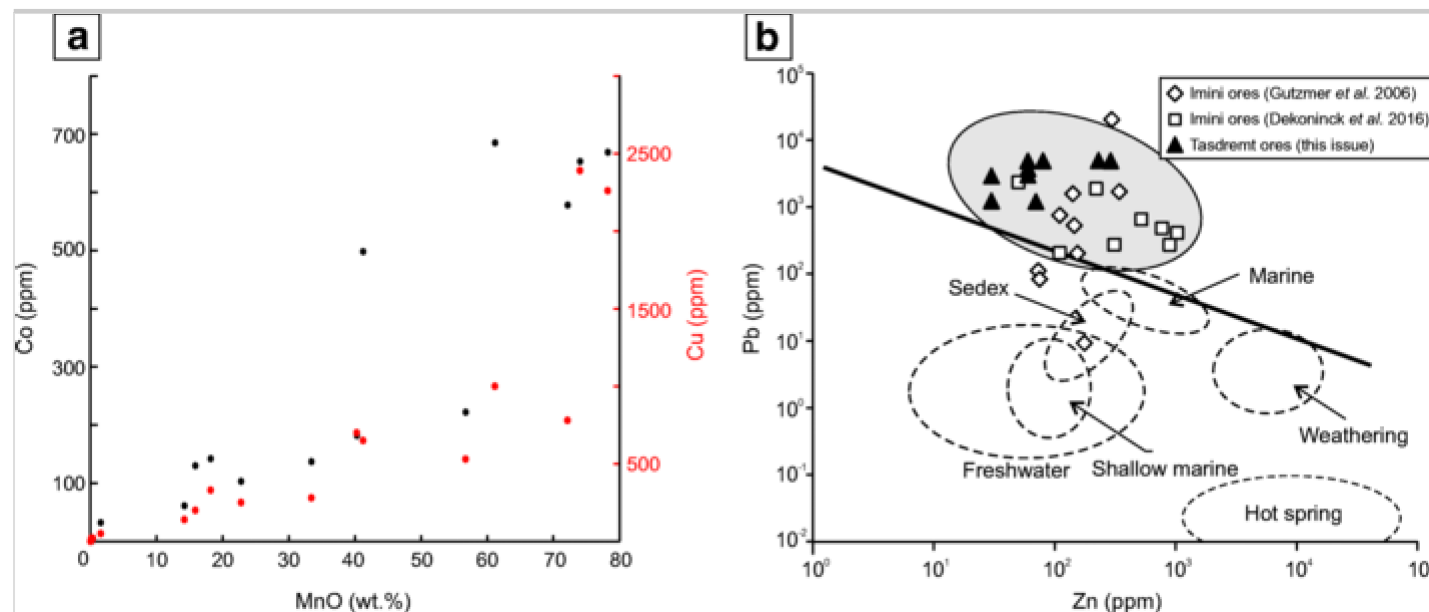 a
700
500
300
100
Co (ppm)
0 10 20 30 40 50 60 70 80
MnO (wt.%)
2500
1500
500
Cu (ppm)
b
10⁵
10⁴
10³
10²
10¹
10⁰
10⁻¹
10⁻²
Pb (ppm)
Imini ores (Gutzmer et al. 2006)
Imini ores (Dekoninck et al. 2016)
Tasdremt ores (this issue)
Sedex
Marine
Weathering
Freshwater
Shallow marine
Hot spring
10⁰ 10¹ 10² 10³ 10⁴ 10
Zn (ppm)